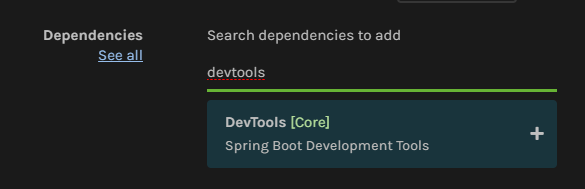 Dependencies
See all
Search dependencies to add
devtools
DevTools [Core]
Spring Boot Development Tools
+